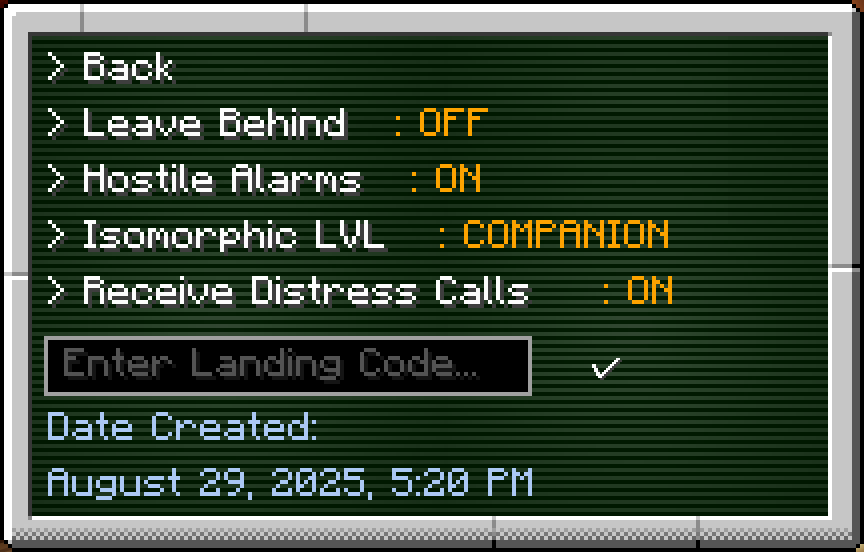 > Back
> Leave Behind : OFF
> Hostile Alarms : ON
> Isomorphic LVL : COMPANION
> Receive Distress Calls : ON
Enter Landing Code... ✓
Date Created:
August 29, 2025, 5:20 PM